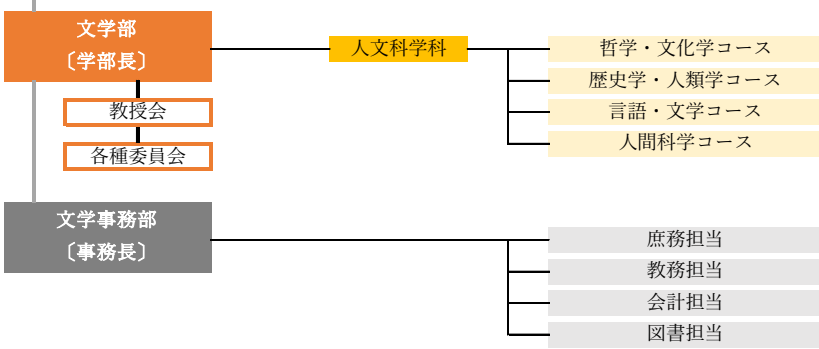 文学部
〔学部長〕
人文科学科
哲学・文化学コース
歴史学・人類学コース
言語・文学コース
人間科学コース
教授会
各種委員会
文学事務部
〔事務長〕
庶務担当
教務担当
会計担当
図書担当